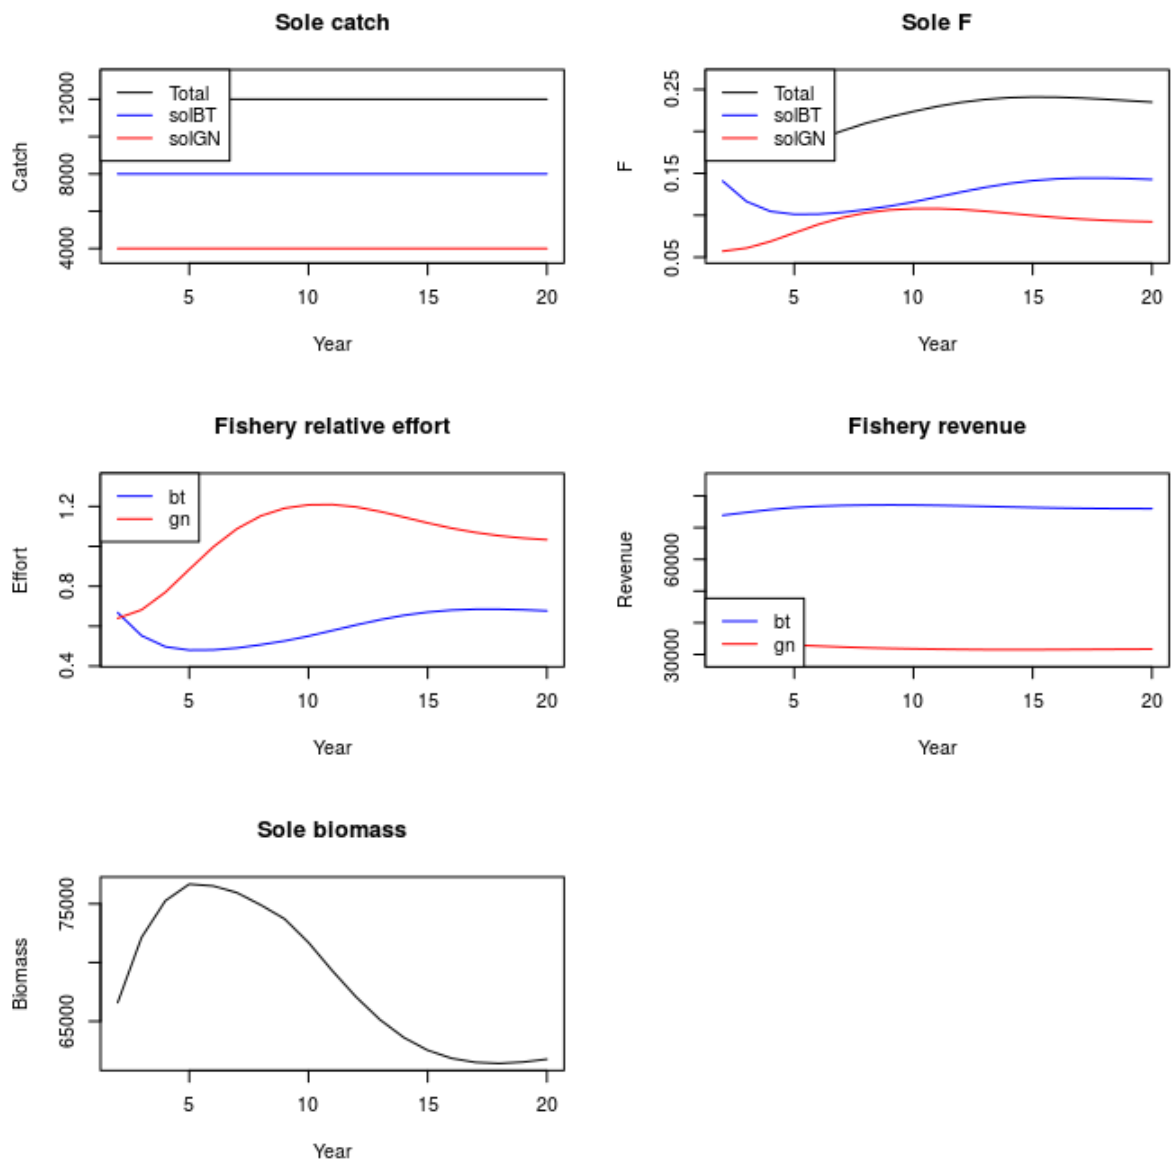 Sole catch
Catch
12000
8000
4000
Total
solBT
solGN
5 10 15 20
Year
Sole F
F
0.25
0.15
0.05
Total
solBT
solGN
5 10 15 20
Year
Fishery relative effort
Effort
1.2
0.8
0.4
bt
gn
5 10 15 20
Year
Fishery revenue
Revenue
60000
30000
bt
gn
5 10 15 20
Year
Sole biomass
Biomass
75000
65000
5 10 15 20
Year